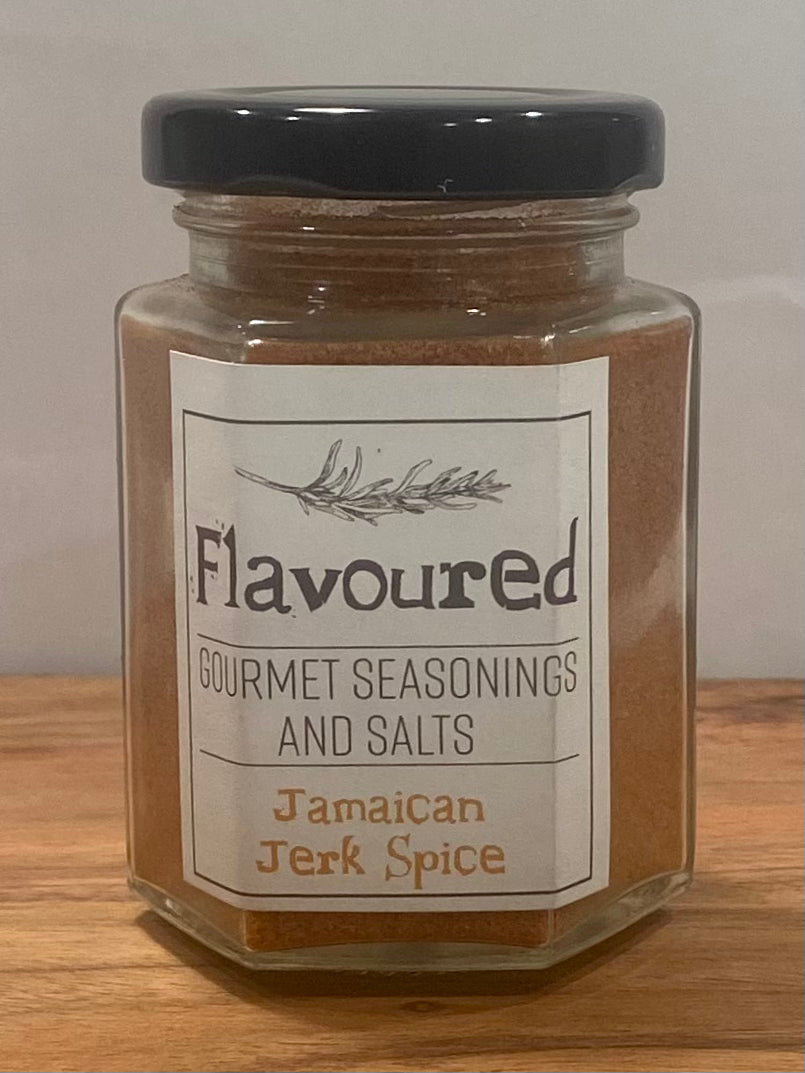 Flavoured
GOURMET SEASONINGS
AND SALTS
Jamaican
Jerk Spice